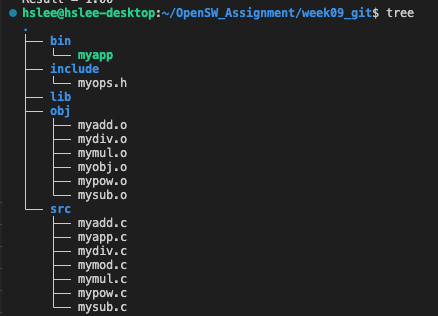 Result = 1.00
hslee@hslee-desktop:~/OpenSW_Assignment/week09_git$ tree
.
├── bin
│   └── myapp
├── include
│   └── myops.h
├── lib
├── obj
│   ├── myadd.o
│   ├── mydiv.o
│   ├── mymul.o
│   ├── myobj.o
│   ├── mypow.o
│   └── mysub.o
└── src
    ├── myadd.c
    ├── myapp.c
    ├── mydiv.c
    ├── mymod.c
    ├── mymul.c
    ├── mypow.c
    └── mysub.c